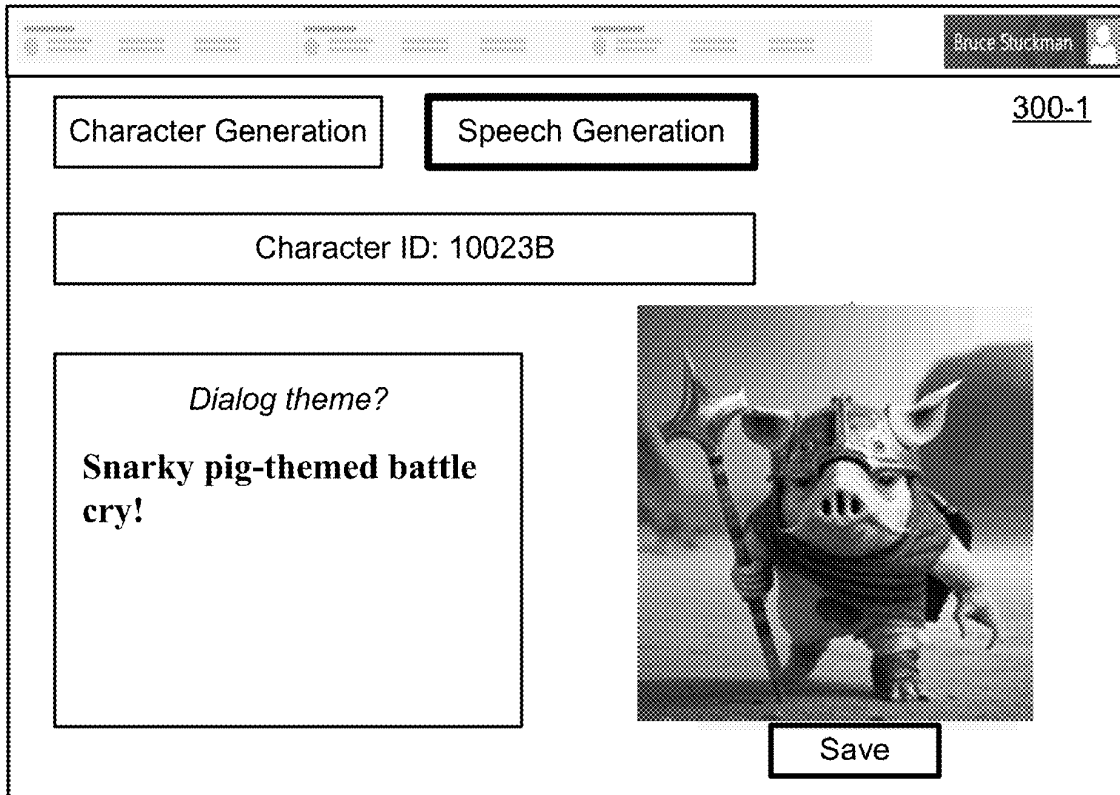 Bruce Stuckman
300-1
Character Generation
Speech Generation
Character ID: 10023B
Dialog theme?
Snarky pig-themed battle
cry!
Save